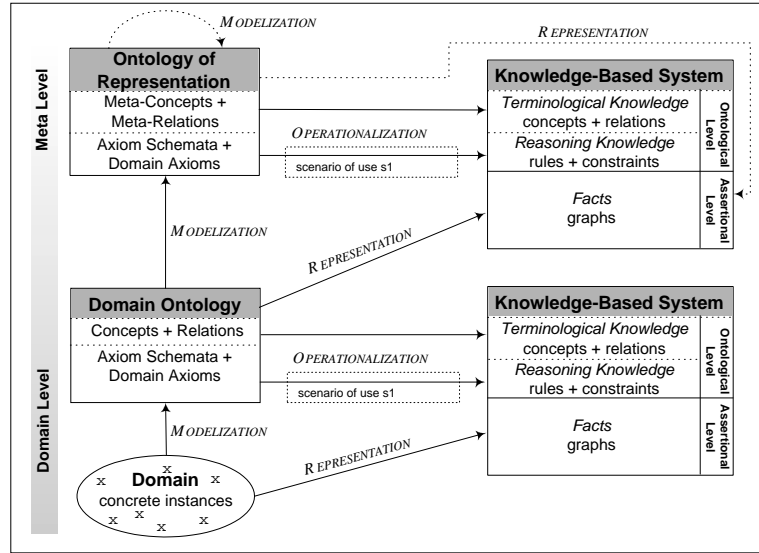 MODELIZATION
REPRESENTATION
Meta Level
Ontology of
Representation
Meta-Concepts +
Meta-Relations
Axiom Schemata +
Domain Axioms
OPERATIONALIZATION
scenario of use s1
Knowledge-Based System
Terminological Knowledge
concepts + relations
Reasoning Knowledge
rules + constraints
Ontological
Level
Facts
graphs
Assertional
Level
MODELIZATION
REPRESENTATION
Domain Level
Domain Ontology
Concepts + Relations
Axiom Schemata +
Domain Axioms
OPERATIONALIZATION
scenario of use s1
Knowledge-Based System
Terminological Knowledge
concepts + relations
Reasoning Knowledge
rules + constraints
Ontological
Level
Facts
graphs
Assertional
Level
MODELIZATION
REPRESENTATION
x
Domain
x x
x
concrete instances
x x x x